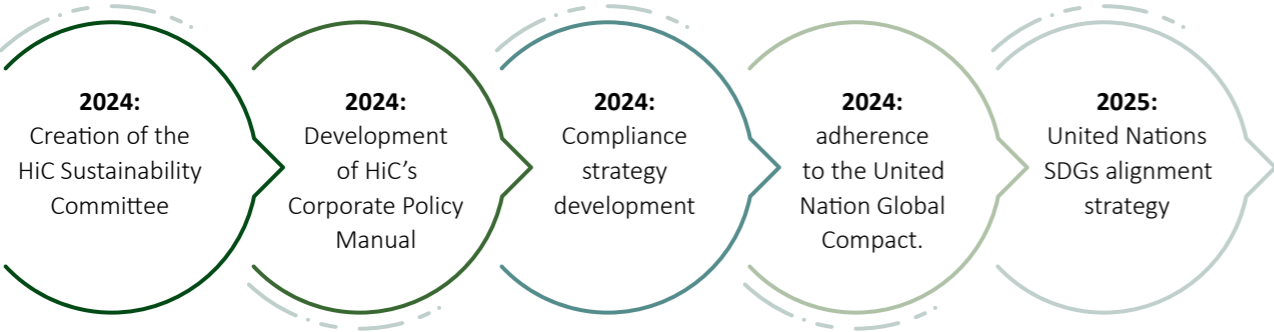 2024:
Creation of the
HiC Sustainability
Committee
2024:
Development
of HiC's
Corporate Policy
Manual
2024:
Compliance
strategy
development
2024:
adherence
to the United
Nation Global
Compact.
2025:
United Nations
SDGs alignment
strategy